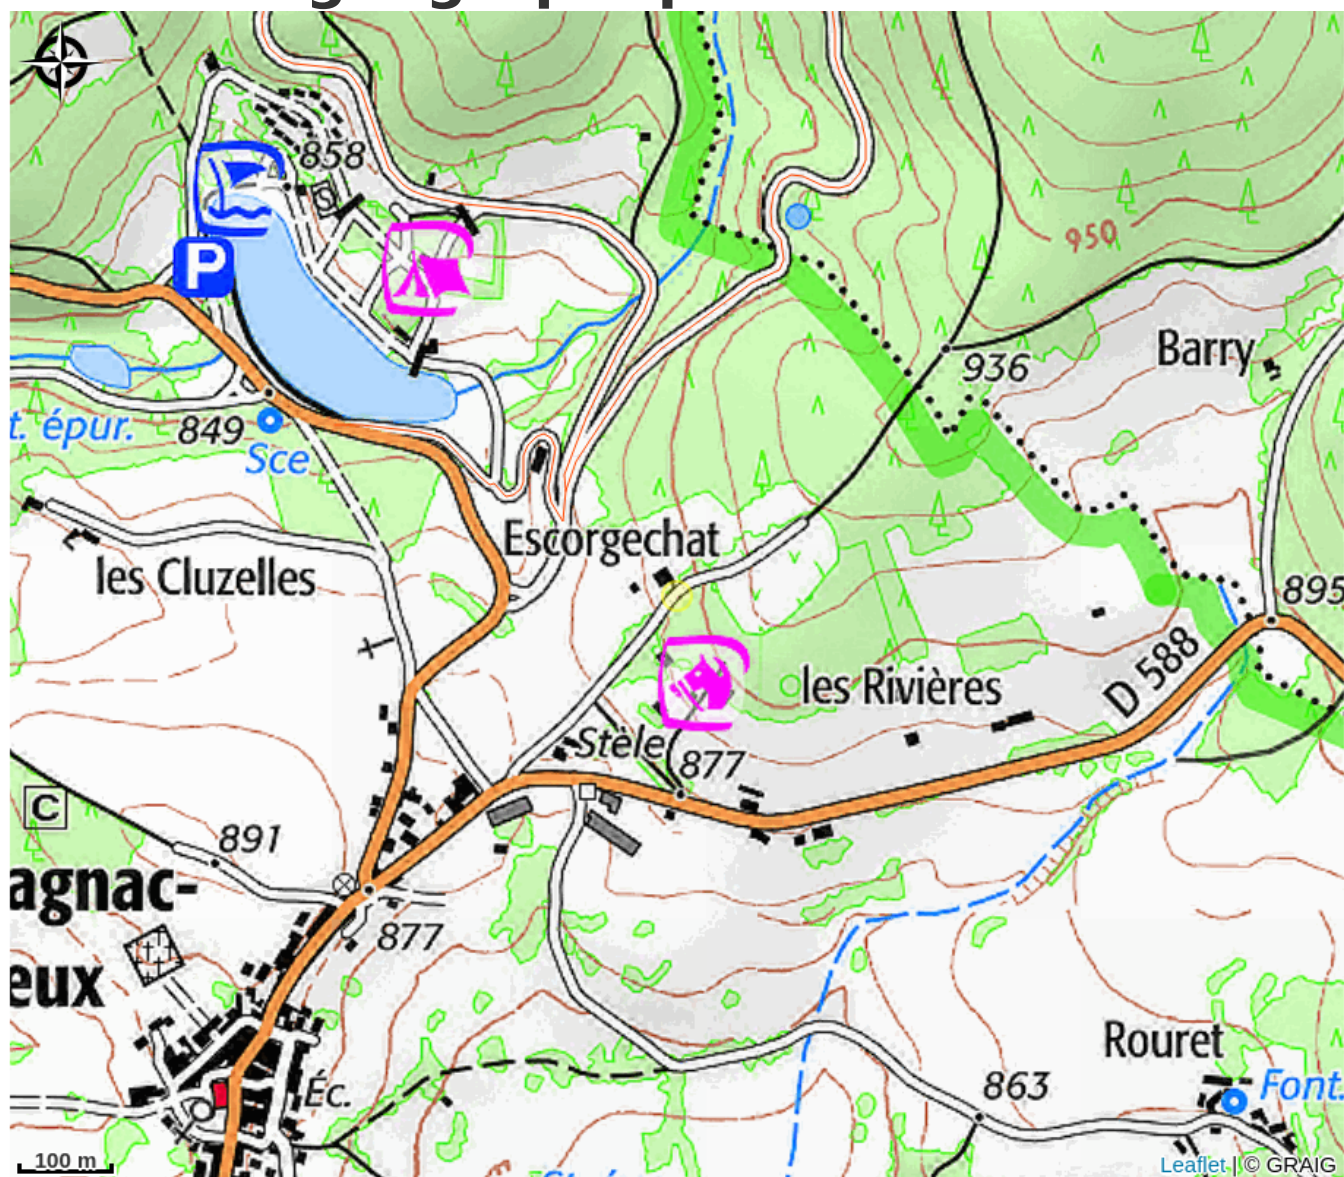 858
P
950
Barry
936
t. épur.
849
Sce
Escorgechat
les Cluzelles
895
D 588
les Rivières
Stèle
877
C
891
agnac-
877
eux
Rouret
Éc.
863
Font.
100 m
Leaflet | © GRAIG